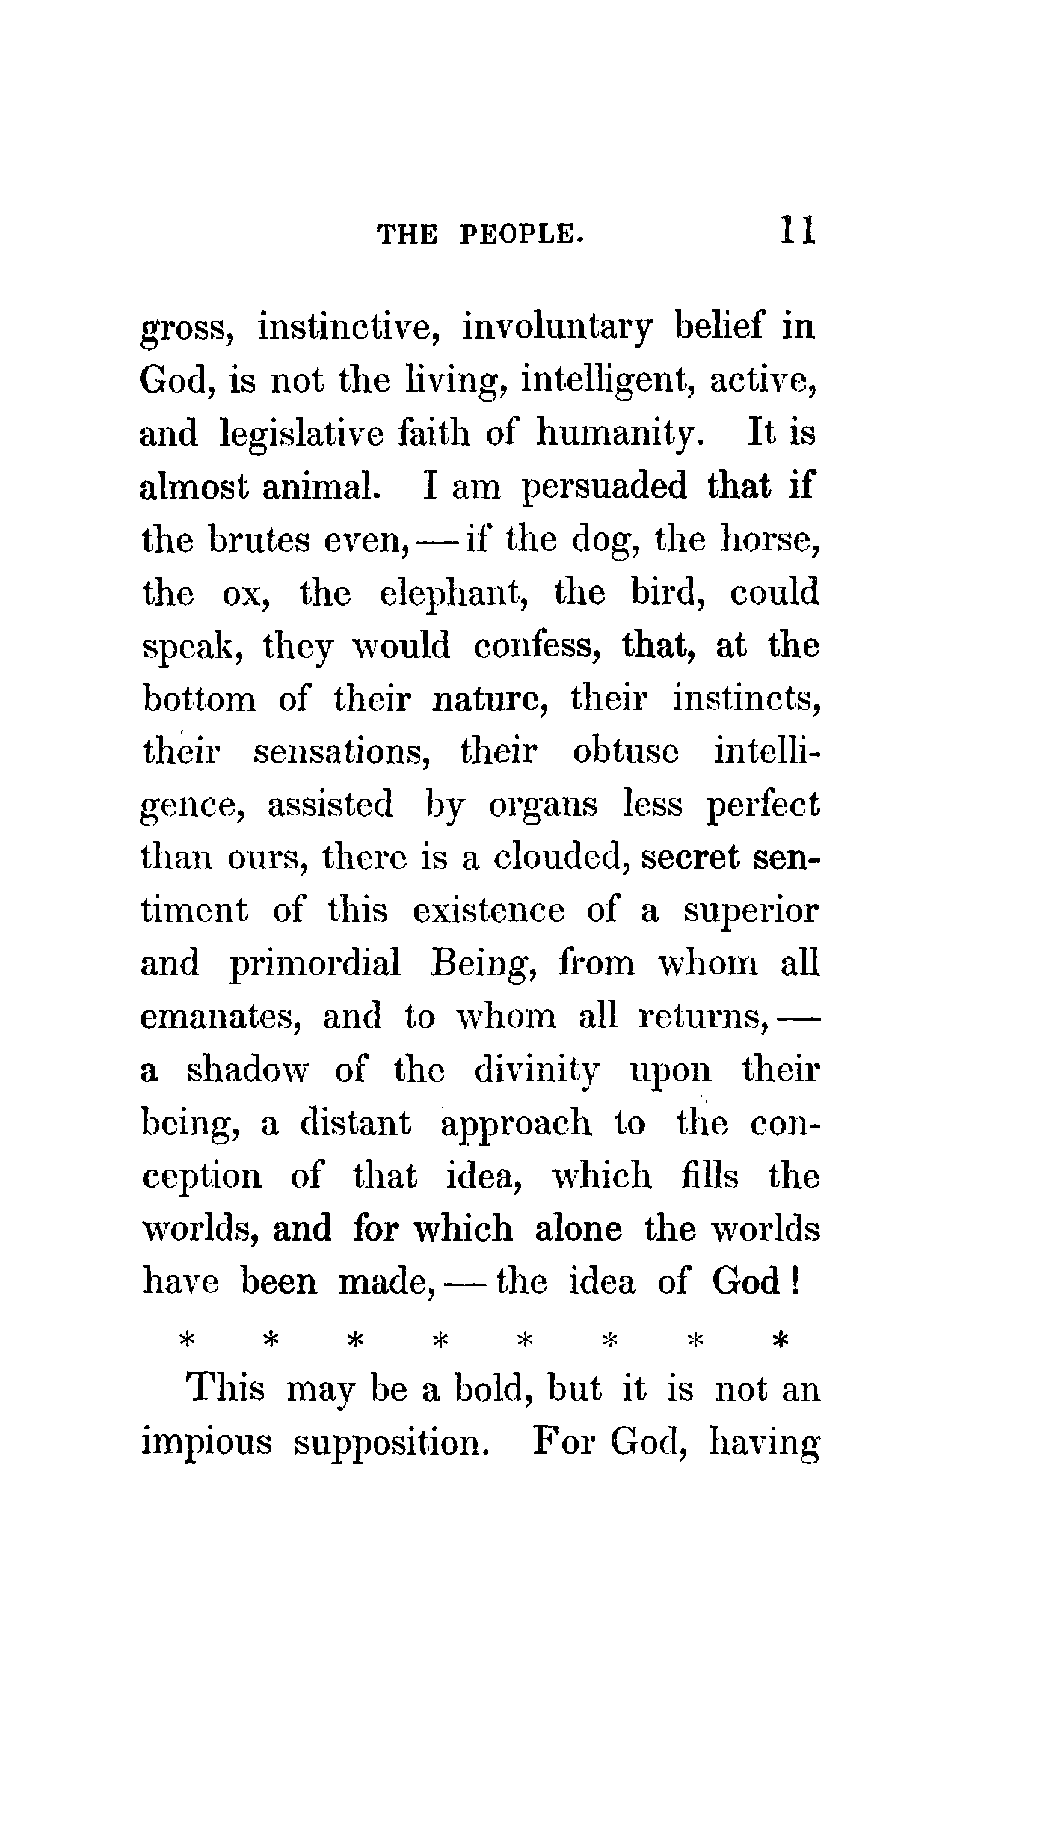 THE PEOPLE. 11
gross, instinctive, involuntary belief in
God, is not the living, intelligent, active,
and legislative faith of humanity. It is
almost animal. I am persuaded that if
the brutes even,—if the dog, the horse,
the ox, the elephant, the bird, could
speak, they would confess, that, at the
bottom of their nature, their instincts,
their sensations, their obtuse intelli-
gence, assisted by organs less perfect
than ours, there is a clouded, secret sen-
timent of this existence of a superior
and primordial Being, from whom all
emanates, and to whom all returns,—
a shadow of the divinity upon their
being, a distant approach to the con-
ception of that idea, which fills the
worlds, and for which alone the worlds
have been made,—the idea of God!
* * * * * * * *
This may be a bold, but it is not an
impious supposition. For God, having